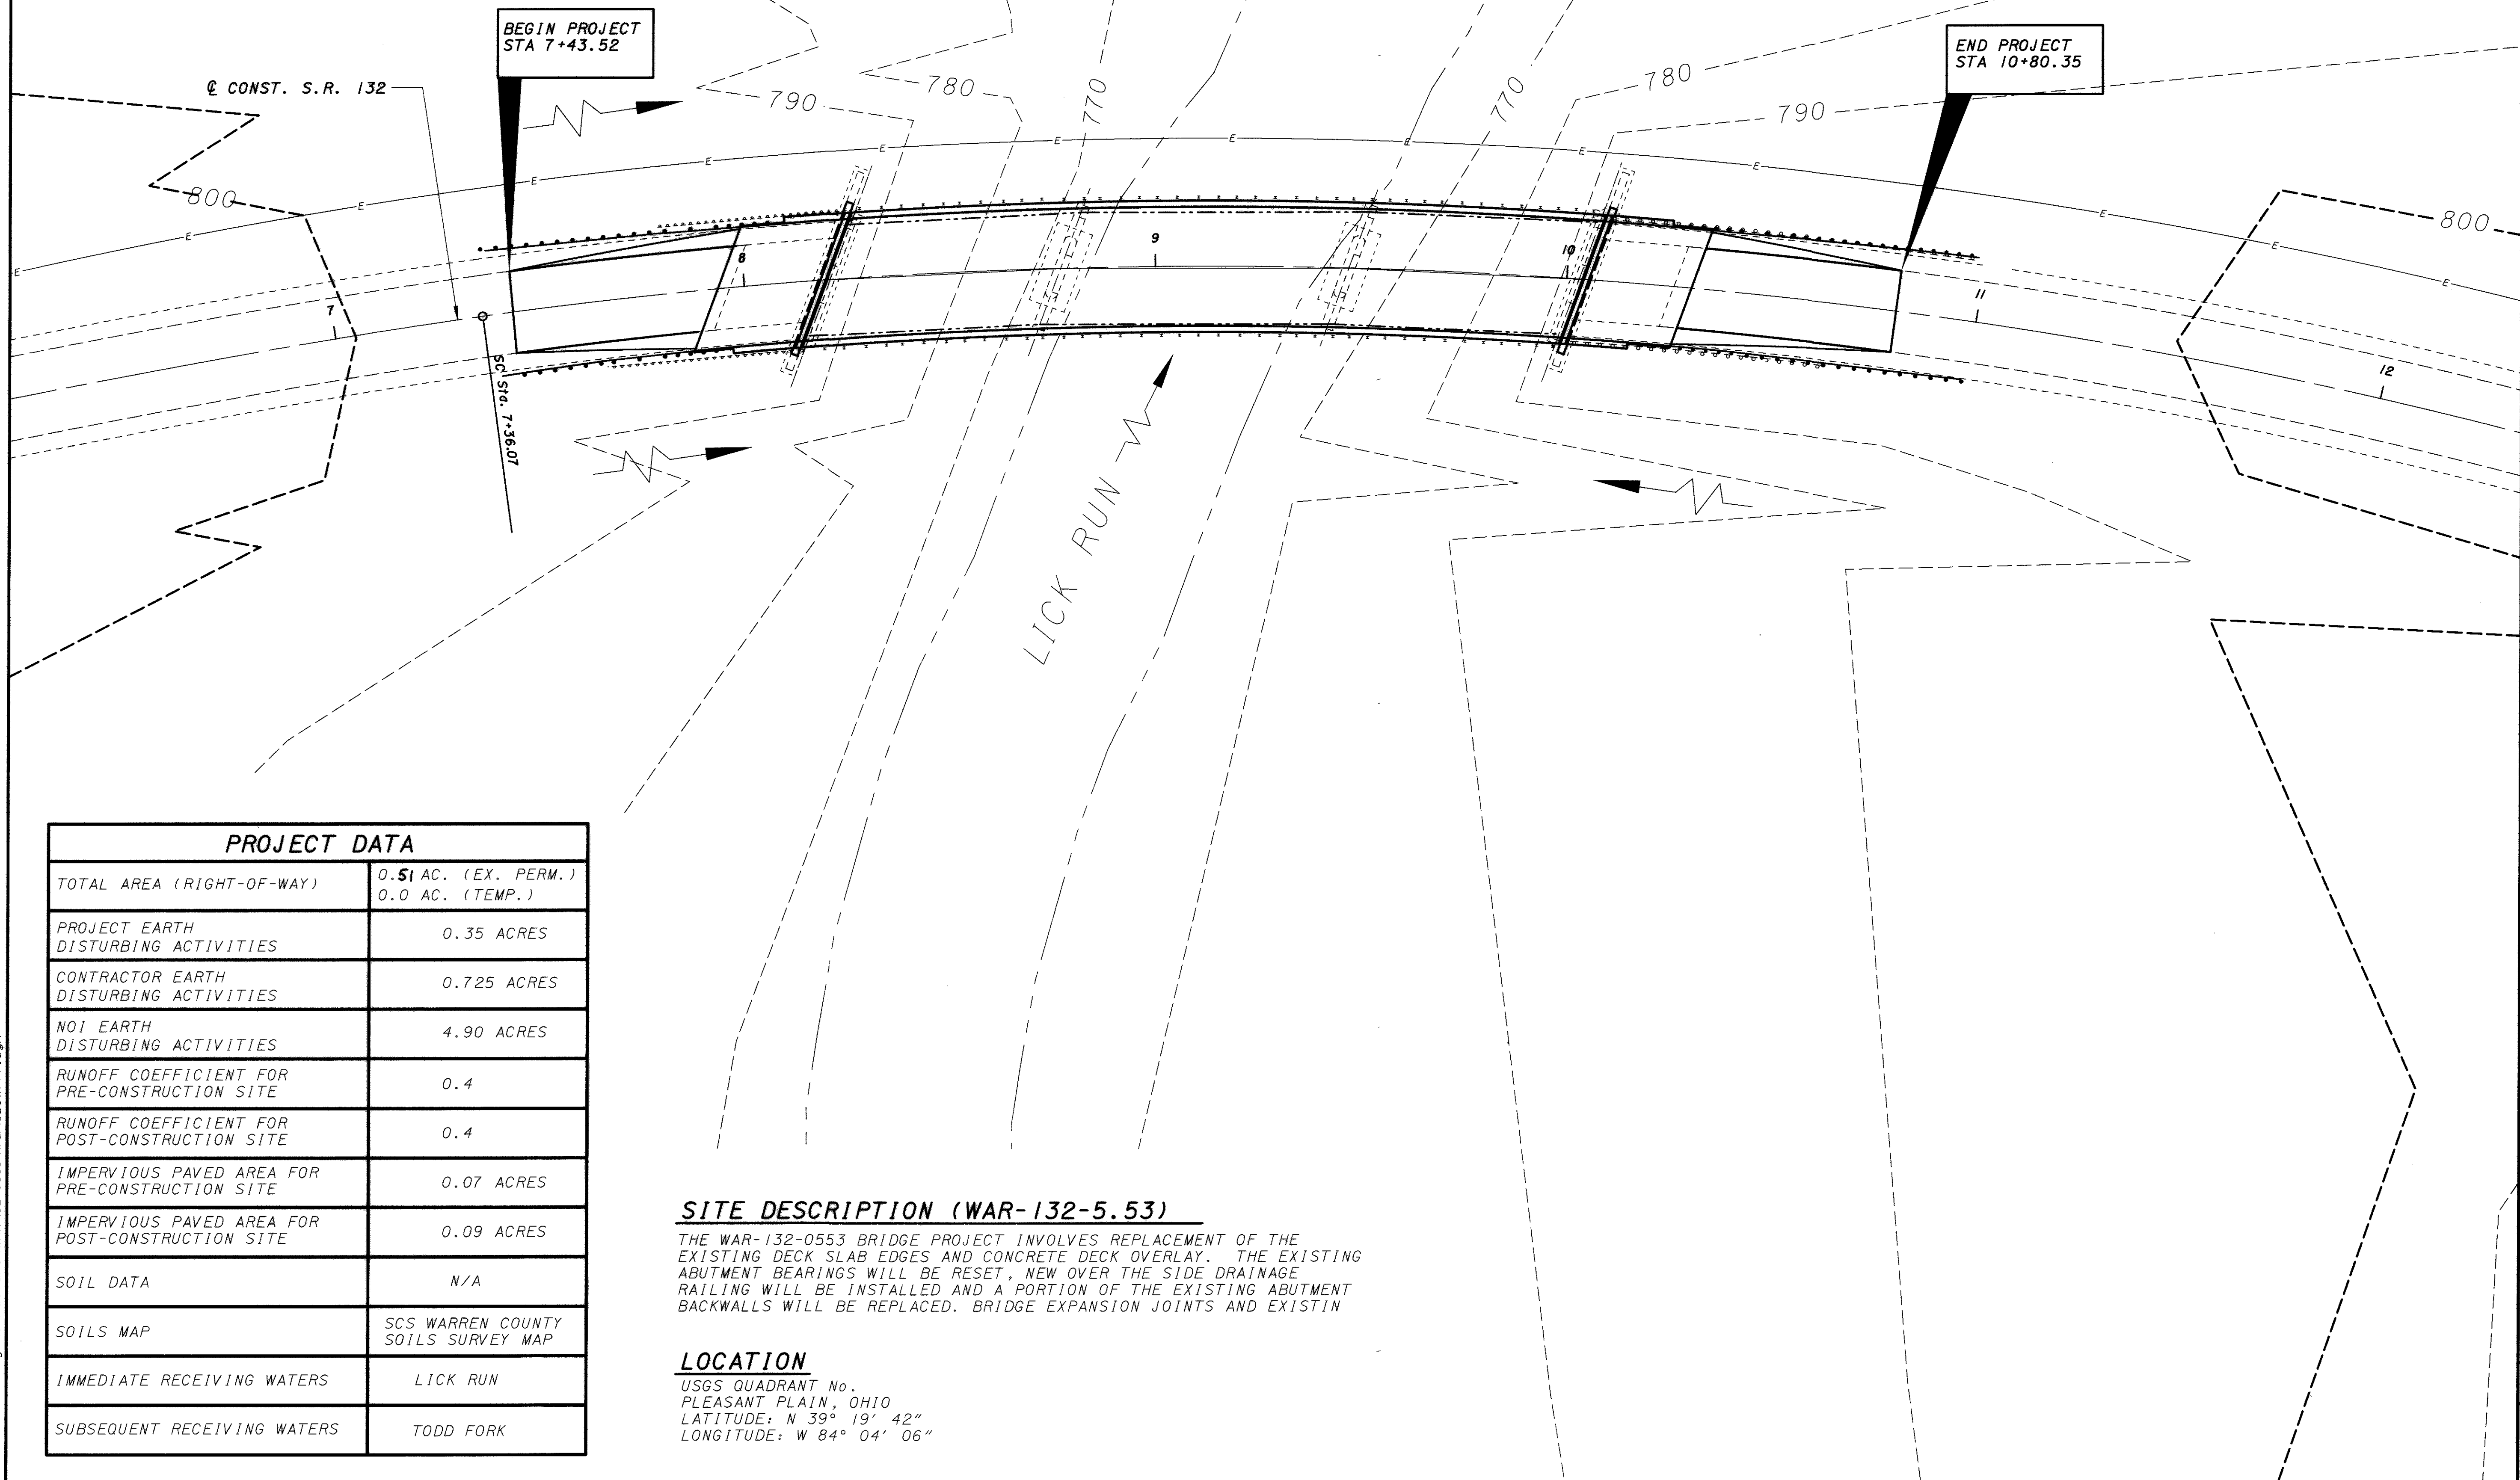 BEGIN PROJECT
STA 7+43.52
END PROJECT
STA 10+80.35
℄ CONST. S.R. 132
790
780
770
770
780
790
800
800
E E E E E E E E E E E E E E E
7
8
9
10
11
12
SC Sta. 7+36.07
LICK RUN
PROJECT DATA
TOTAL AREA (RIGHT-OF-WAY)
0.51 AC. (EX. PERM.)
0.0 AC. (TEMP.)
PROJECT EARTH
DISTURBING ACTIVITIES
0.35 ACRES
CONTRACTOR EARTH
DISTURBING ACTIVITIES
0.725 ACRES
NOI EARTH
DISTURBING ACTIVITIES
4.90 ACRES
RUNOFF COEFFICIENT FOR
PRE-CONSTRUCTION SITE
0.4
RUNOFF COEFFICIENT FOR
POST-CONSTRUCTION SITE
0.4
IMPERVIOUS PAVED AREA FOR
PRE-CONSTRUCTION SITE
0.07 ACRES
IMPERVIOUS PAVED AREA FOR
POST-CONSTRUCTION SITE
0.09 ACRES
SOIL DATA
N/A
SOILS MAP
SCS WARREN COUNTY
SOILS SURVEY MAP
IMMEDIATE RECEIVING WATERS
LICK RUN
SUBSEQUENT RECEIVING WATERS
TODD FORK
SITE DESCRIPTION (WAR-132-5.53)
THE WAR-132-0553 BRIDGE PROJECT INVOLVES REPLACEMENT OF THE
EXISTING DECK SLAB EDGES AND CONCRETE DECK OVERLAY. THE EXISTING
ABUTMENT BEARINGS WILL BE RESET, NEW OVER THE SIDE DRAINAGE
RAILING WILL BE INSTALLED AND A PORTION OF THE EXISTING ABUTMENT
BACKWALLS WILL BE REPLACED. BRIDGE EXPANSION JOINTS AND EXISTIN
LOCATION
USGS QUADRANT No.
PLEASANT PLAIN, OHIO
LATITUDE: N 39° 19' 42"
LONGITUDE: W 84° 04' 06"